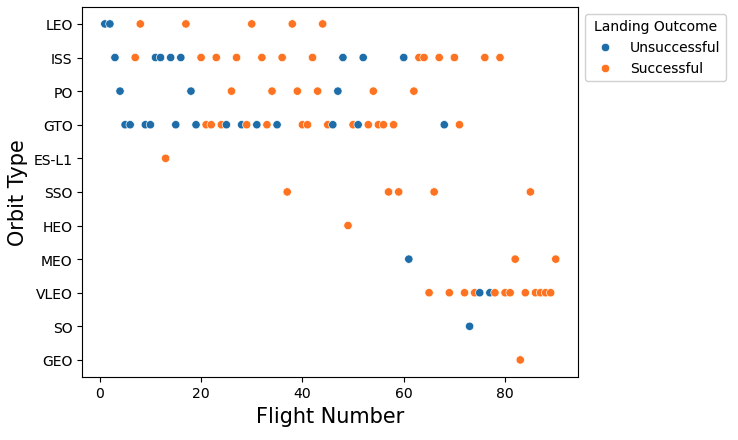 LEO
ISS
PO
GTO
ES-L1
SSO
HEO
MEO
VLEO
SO
GEO
Orbit Type
0
20
40
60
80
Flight Number
Landing Outcome
Unsuccessful
Successful